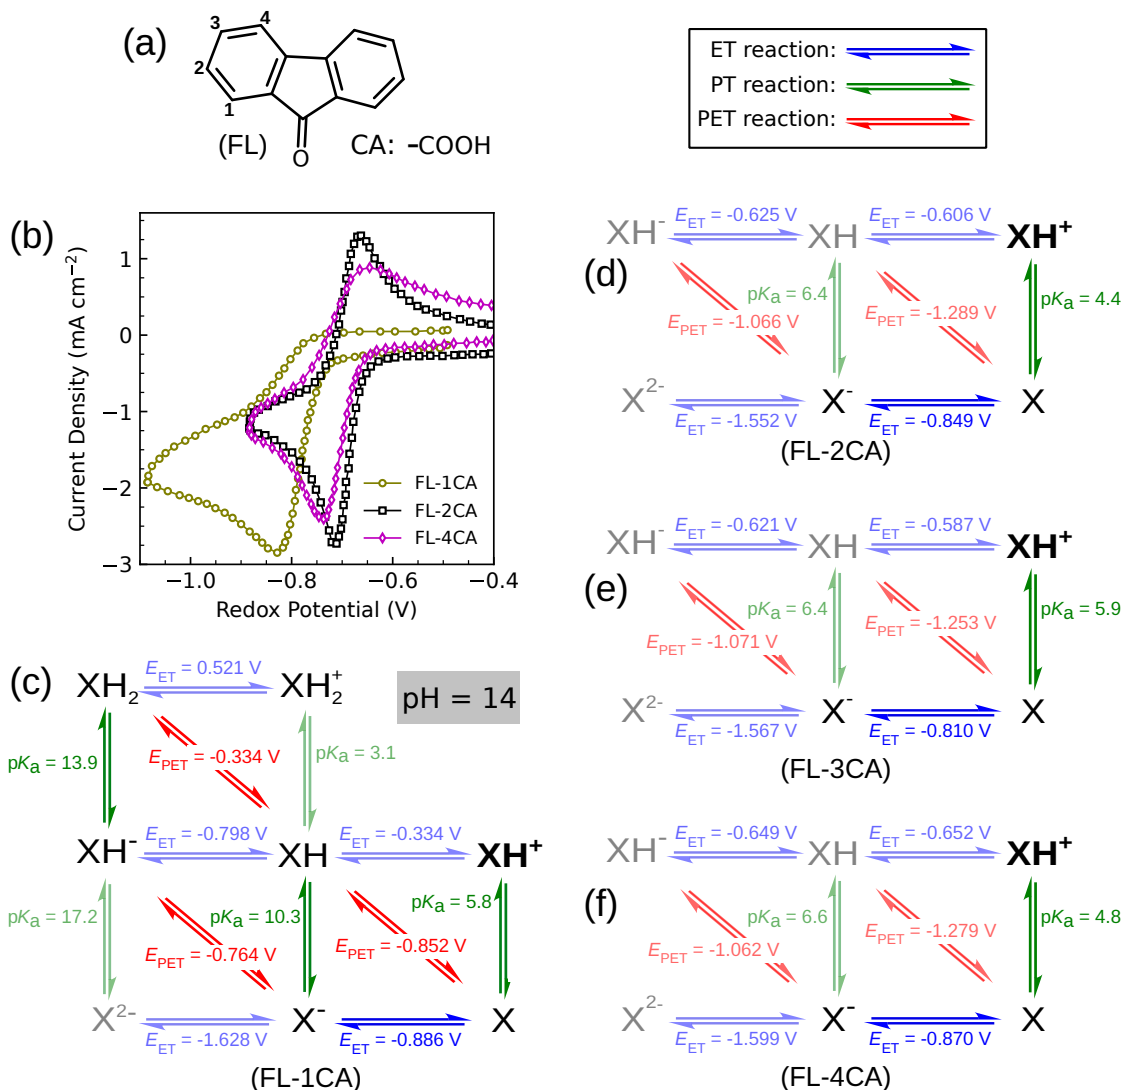 (a)
4
3
2
1
(FL)
O
CA: -COOH
ET reaction:
PT reaction:
PET reaction:
(b)
Current Density (mA cm⁻²)
1
0
−1
−2
−3
−1.0
−0.8
−0.6
−0.4
Redox Potential (V)
FL-1CA
FL-2CA
FL-4CA
(c)
pH = 14
XH₂
E_ET = 0.521 V
XH₂⁺
pKa = 13.9
E_PET = -0.334 V
pKa = 3.1
XH⁻
E_ET = -0.798 V
XH
E_ET = -0.334 V
XH⁺
pKa = 17.2
E_PET = -0.764 V
pKa = 10.3
E_PET = -0.852 V
pKa = 5.8
X²⁻
E_ET = -1.628 V
X⁻
E_ET = -0.886 V
X
(FL-1CA)
(d)
XH⁻
E_ET = -0.625 V
XH
E_ET = -0.606 V
XH⁺
E_PET = -1.066 V
pKa = 6.4
E_PET = -1.289 V
pKa = 4.4
X²⁻
E_ET = -1.552 V
X⁻
E_ET = -0.849 V
X
(FL-2CA)
(e)
XH⁻
E_ET = -0.621 V
XH
E_ET = -0.587 V
XH⁺
E_PET = -1.071 V
pKa = 6.4
E_PET = -1.253 V
pKa = 5.9
X²⁻
E_ET = -1.567 V
X⁻
E_ET = -0.810 V
X
(FL-3CA)
(f)
XH⁻
E_ET = -0.649 V
XH
E_ET = -0.652 V
XH⁺
E_PET = -1.062 V
pKa = 6.6
E_PET = -1.279 V
pKa = 4.8
X²⁻
E_ET = -1.599 V
X⁻
E_ET = -0.870 V
X
(FL-4CA)